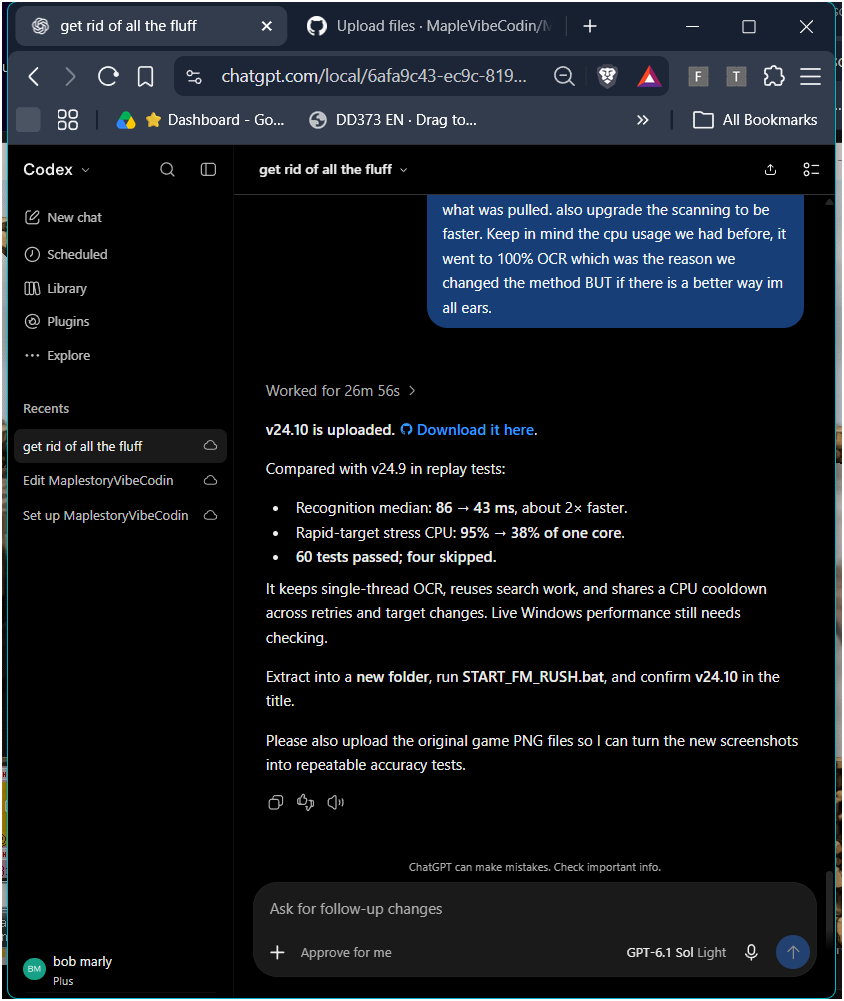 get rid of all the fluff
Upload files · MapleVibeCodin/M
chatgpt.com/local/6afa9c43-ec9c-819...
F
T
Dashboard - Go...
DD373 EN · Drag to...
All Bookmarks
Codex
get rid of all the fluff
New chat
Scheduled
Library
Plugins
Explore
Recents
get rid of all the fluff
Edit MaplestoryVibeCodin
Set up MaplestoryVibeCodin
what was pulled. also upgrade the scanning to be
faster. Keep in mind the cpu usage we had before, it
went to 100% OCR which was the reason we
changed the method BUT if there is a better way im
all ears.
Worked for 26m 56s
v24.10 is uploaded. Download it here.
Compared with v24.9 in replay tests:
• Recognition median: 86 → 43 ms, about 2× faster.
• Rapid-target stress CPU: 95% → 38% of one core.
• 60 tests passed; four skipped.
It keeps single-thread OCR, reuses search work, and shares a CPU cooldown
across retries and target changes. Live Windows performance still needs
checking.
Extract into a new folder, run START_FM_RUSH.bat, and confirm v24.10 in the
title.
Please also upload the original game PNG files so I can turn the new screenshots
into repeatable accuracy tests.
ChatGPT can make mistakes. Check important info.
Ask for follow-up changes
Approve for me
GPT-6.1 Sol Light
BM
bob marly
Plus